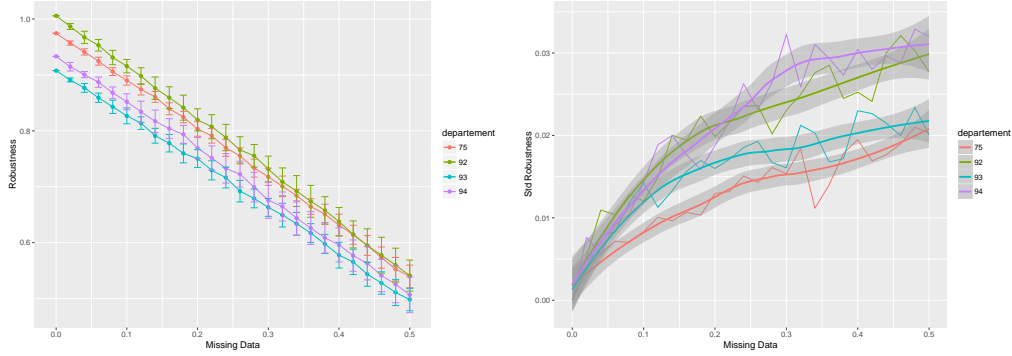 Robustness
1.0
0.8
0.6
0.0 0.1 0.2 0.3 0.4 0.5
Missing Data
departement
75
92
93
94
Std Robustness
0.03
0.02
0.01
0.00
0.0 0.1 0.2 0.3 0.4 0.5
Missing Data
departement
75
92
93
94